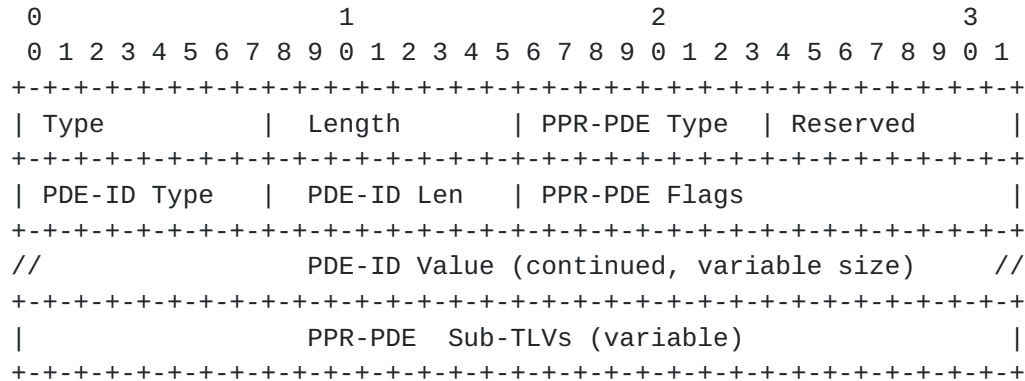 0                   1                   2                   3
 0 1 2 3 4 5 6 7 8 9 0 1 2 3 4 5 6 7 8 9 0 1 2 3 4 5 6 7 8 9 0 1
+-+-+-+-+-+-+-+-+-+-+-+-+-+-+-+-+-+-+-+-+-+-+-+-+-+-+-+-+-+-+-+-+
| Type          |  Length       | PPR-PDE Type  | Reserved      |
+-+-+-+-+-+-+-+-+-+-+-+-+-+-+-+-+-+-+-+-+-+-+-+-+-+-+-+-+-+-+-+-+
| PDE-ID Type   |  PDE-ID Len   | PPR-PDE Flags                 |
+-+-+-+-+-+-+-+-+-+-+-+-+-+-+-+-+-+-+-+-+-+-+-+-+-+-+-+-+-+-+-+-+
//                 PDE-ID Value (continued, variable size)     //
+-+-+-+-+-+-+-+-+-+-+-+-+-+-+-+-+-+-+-+-+-+-+-+-+-+-+-+-+-+-+-+-+
|                  PPR-PDE  Sub-TLVs (variable)                 |
+-+-+-+-+-+-+-+-+-+-+-+-+-+-+-+-+-+-+-+-+-+-+-+-+-+-+-+-+-+-+-+-+